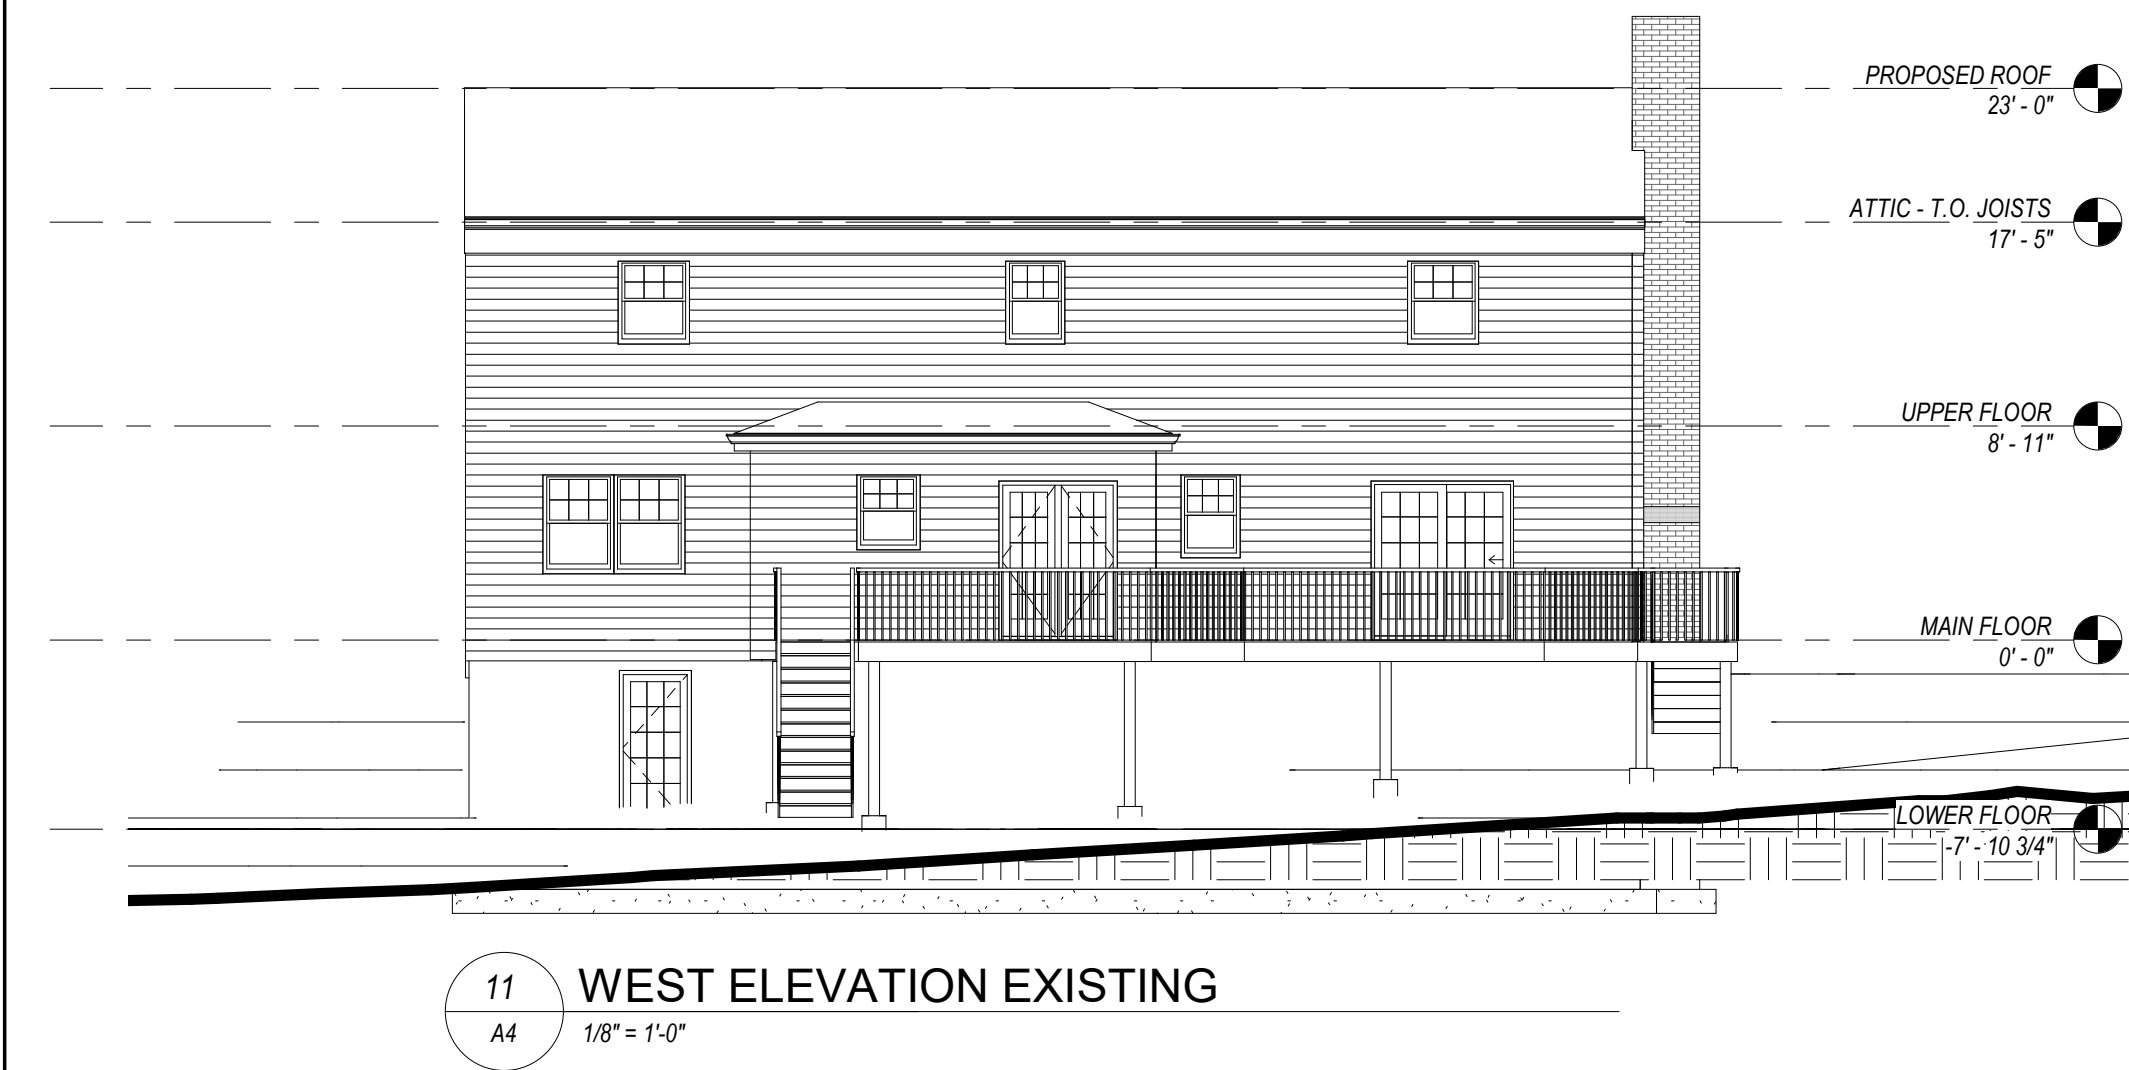 PROPOSED ROOF
23' - 0"
ATTIC - T.O. JOISTS
17' - 5"
UPPER FLOOR
8' - 11"
MAIN FLOOR
0' - 0"
LOWER FLOOR
-7' - 10 3/4"
11
WEST ELEVATION EXISTING
A4
1/8" = 1'-0"